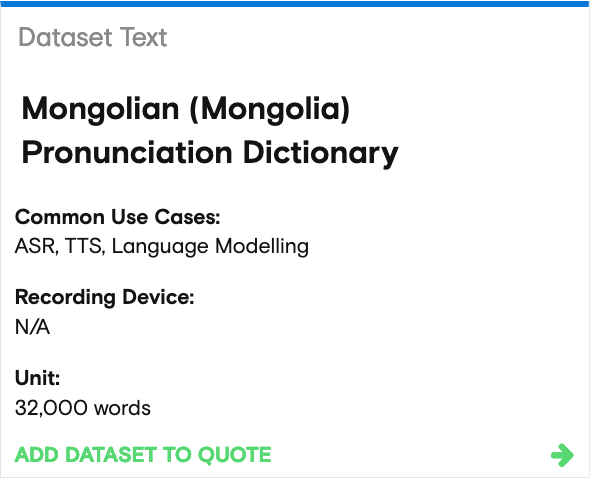 Dataset Text
Mongolian (Mongolia)
Pronunciation Dictionary
Common Use Cases:
ASR, TTS, Language Modelling
Recording Device:
N/A
Unit:
32,000 words
ADD DATASET TO QUOTE